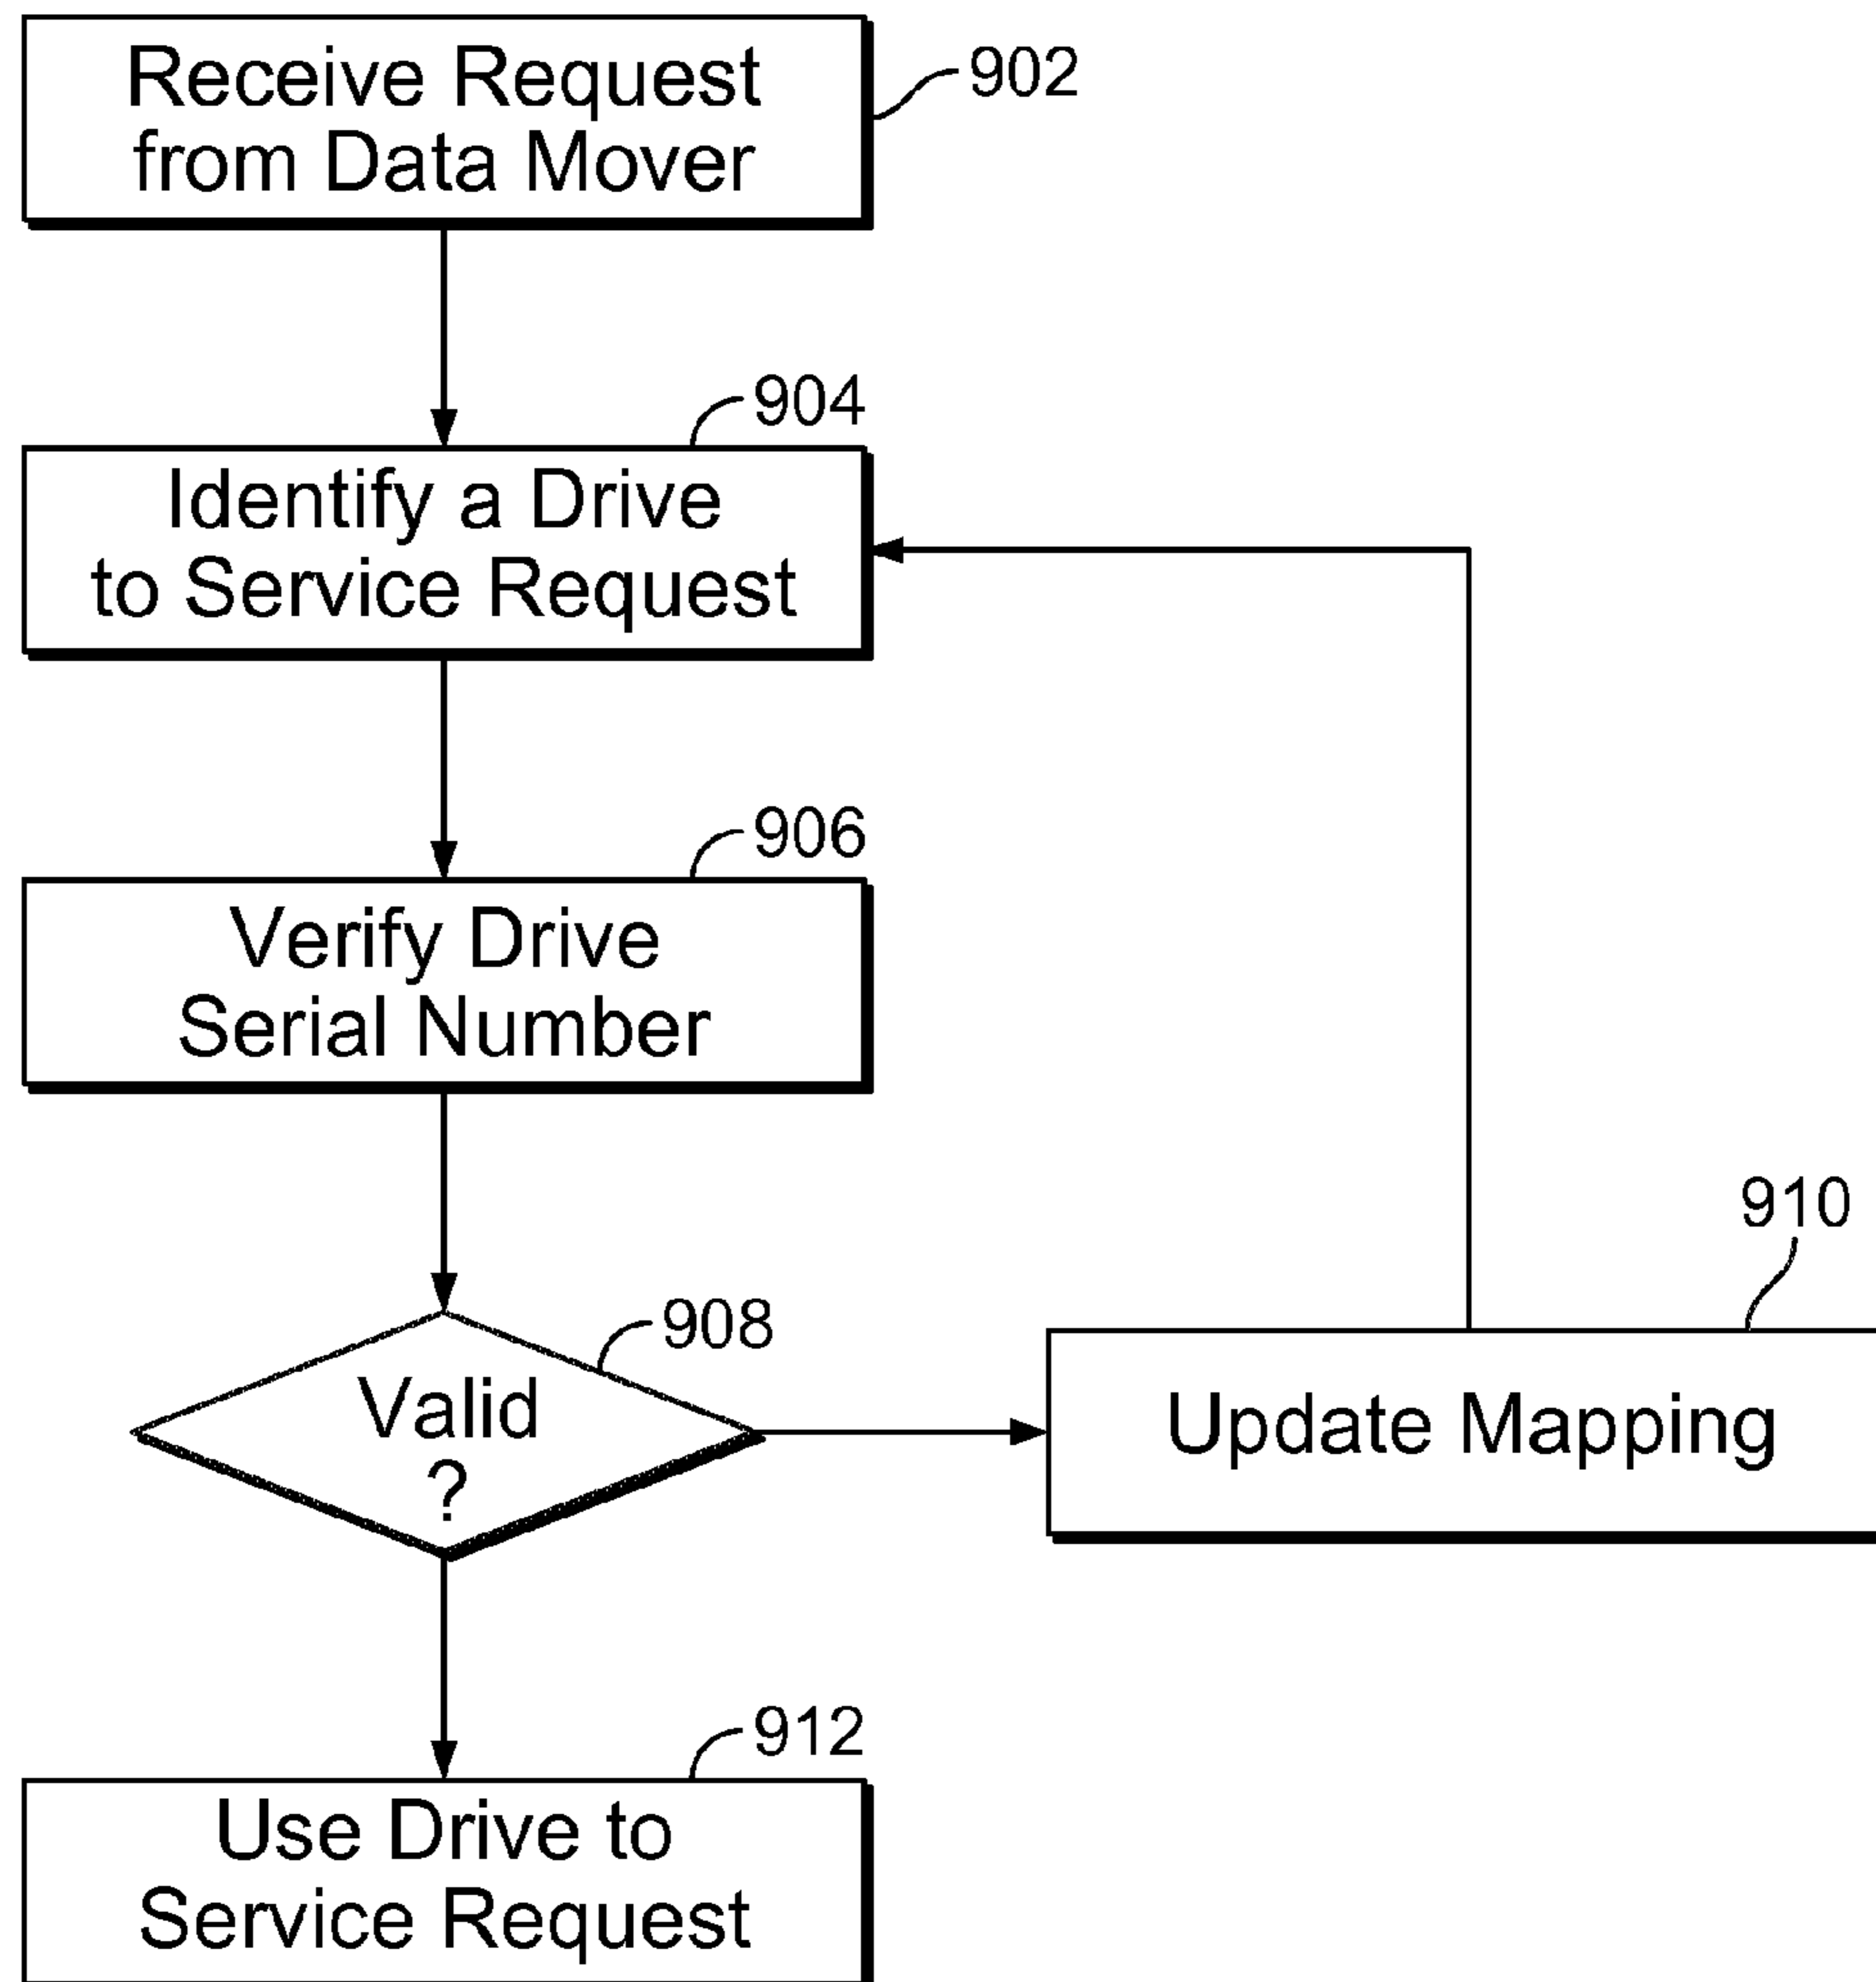 Receive Request
from Data Mover
902
904
Identify a Drive
to Service Request
906
Verify Drive
Serial Number
908
Valid
?
910
Update Mapping
912
Use Drive to
Service Request